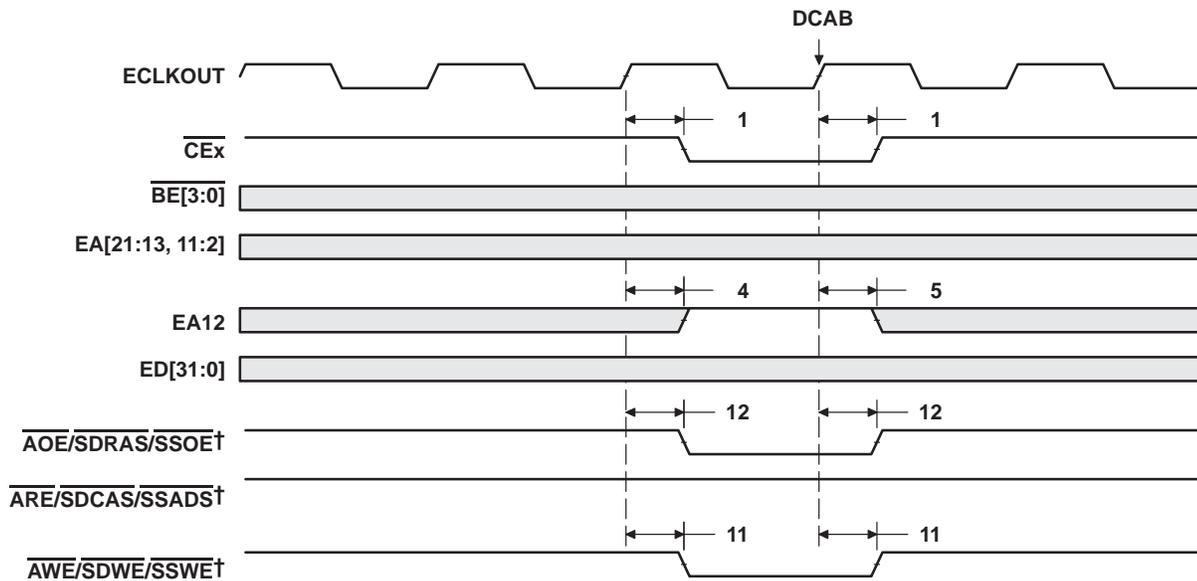 DCAB
ECLKOUT
1 1
CEx
BE[3:0]
EA[21:13, 11:2]
4 5
EA12
ED[31:0]
12 12
AOE/SDRAS/SSOE†
ARE/SDCAS/SSADS†
11 11
AWE/SDWE/SSWE†